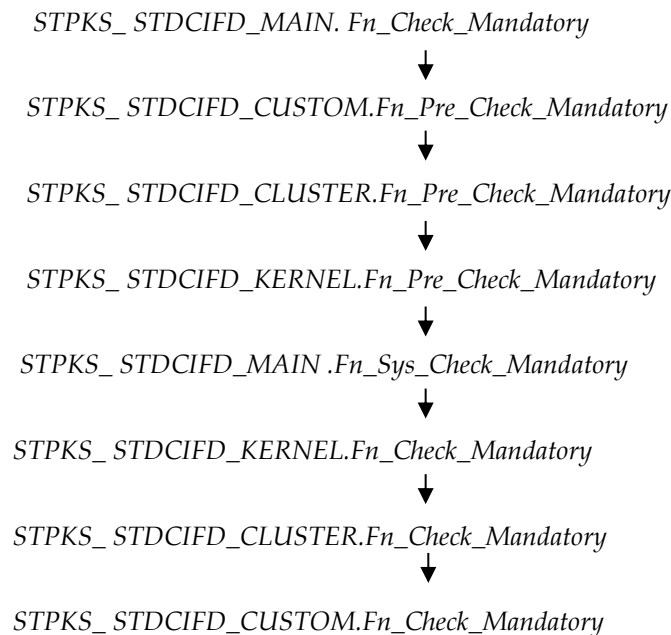 STPKS_ STDCIFD_MAIN. Fn_Check_Mandatory
STPKS_ STDCIFD_CUSTOM.Fn_Pre_Check_Mandatory
STPKS_ STDCIFD_CLUSTER.Fn_Pre_Check_Mandatory
STPKS_ STDCIFD_KERNEL.Fn_Pre_Check_Mandatory
STPKS_ STDCIFD_MAIN .Fn_Sys_Check_Mandatory
STPKS_ STDCIFD_KERNEL.Fn_Check_Mandatory
STPKS_ STDCIFD_CLUSTER.Fn_Check_Mandatory
STPKS_ STDCIFD_CUSTOM.Fn_Check_Mandatory